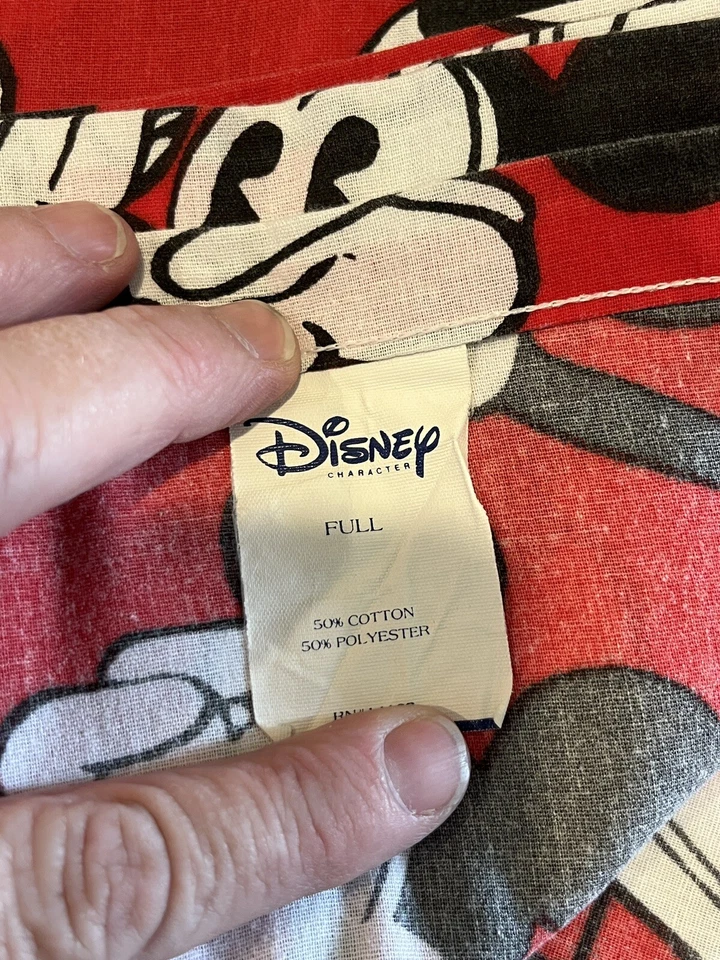 Disney
CHARACTER
FULL
50% COTTON
50% POLYESTER